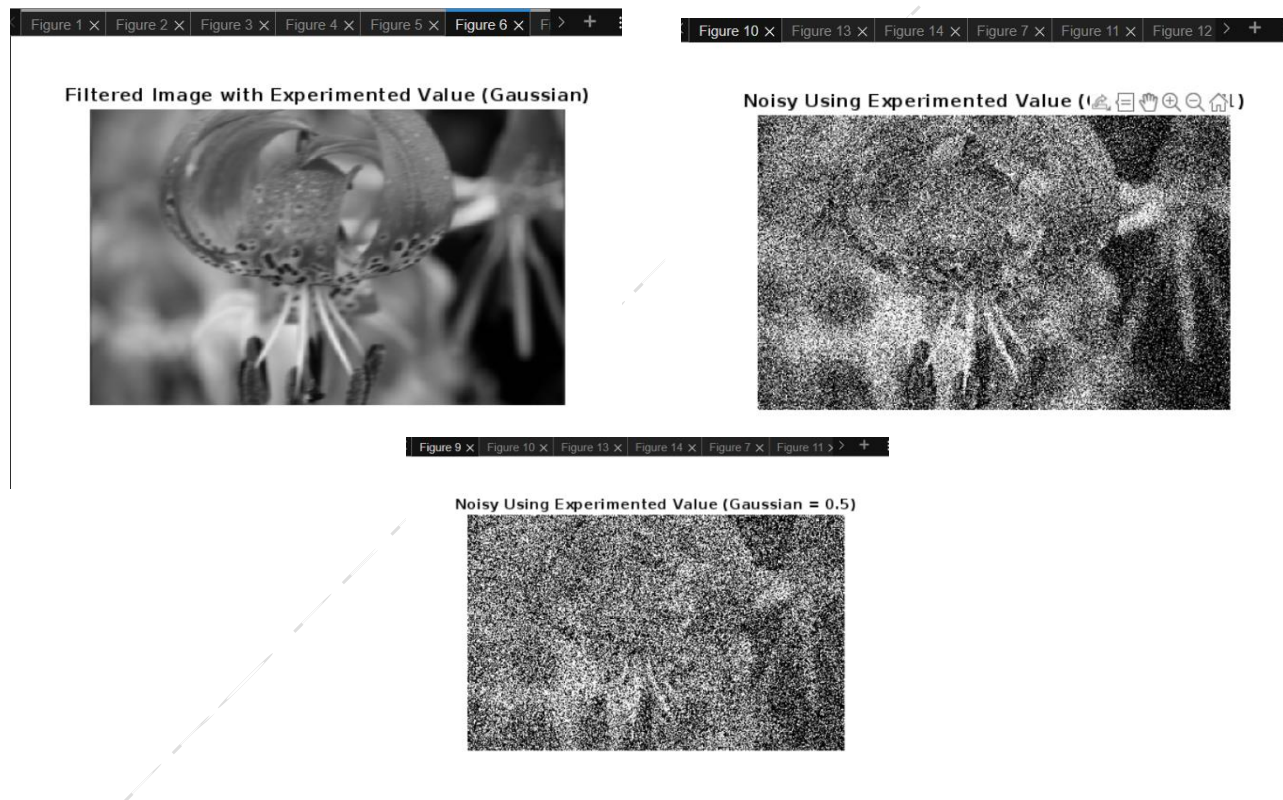 Figure 1 × Figure 2 × Figure 3 × Figure 4 × Figure 5 × Figure 6 × > +
Filtered Image with Experimented Value (Gaussian)
Figure 10 × Figure 13 × Figure 14 × Figure 7 × Figure 11 × Figure 12 > +
Noisy Using Experimented Value (
Figure 9 × Figure 10 × Figure 13 × Figure 14 × Figure 7 × Figure 11 > +
Noisy Using Experimented Value (Gaussian = 0.5)